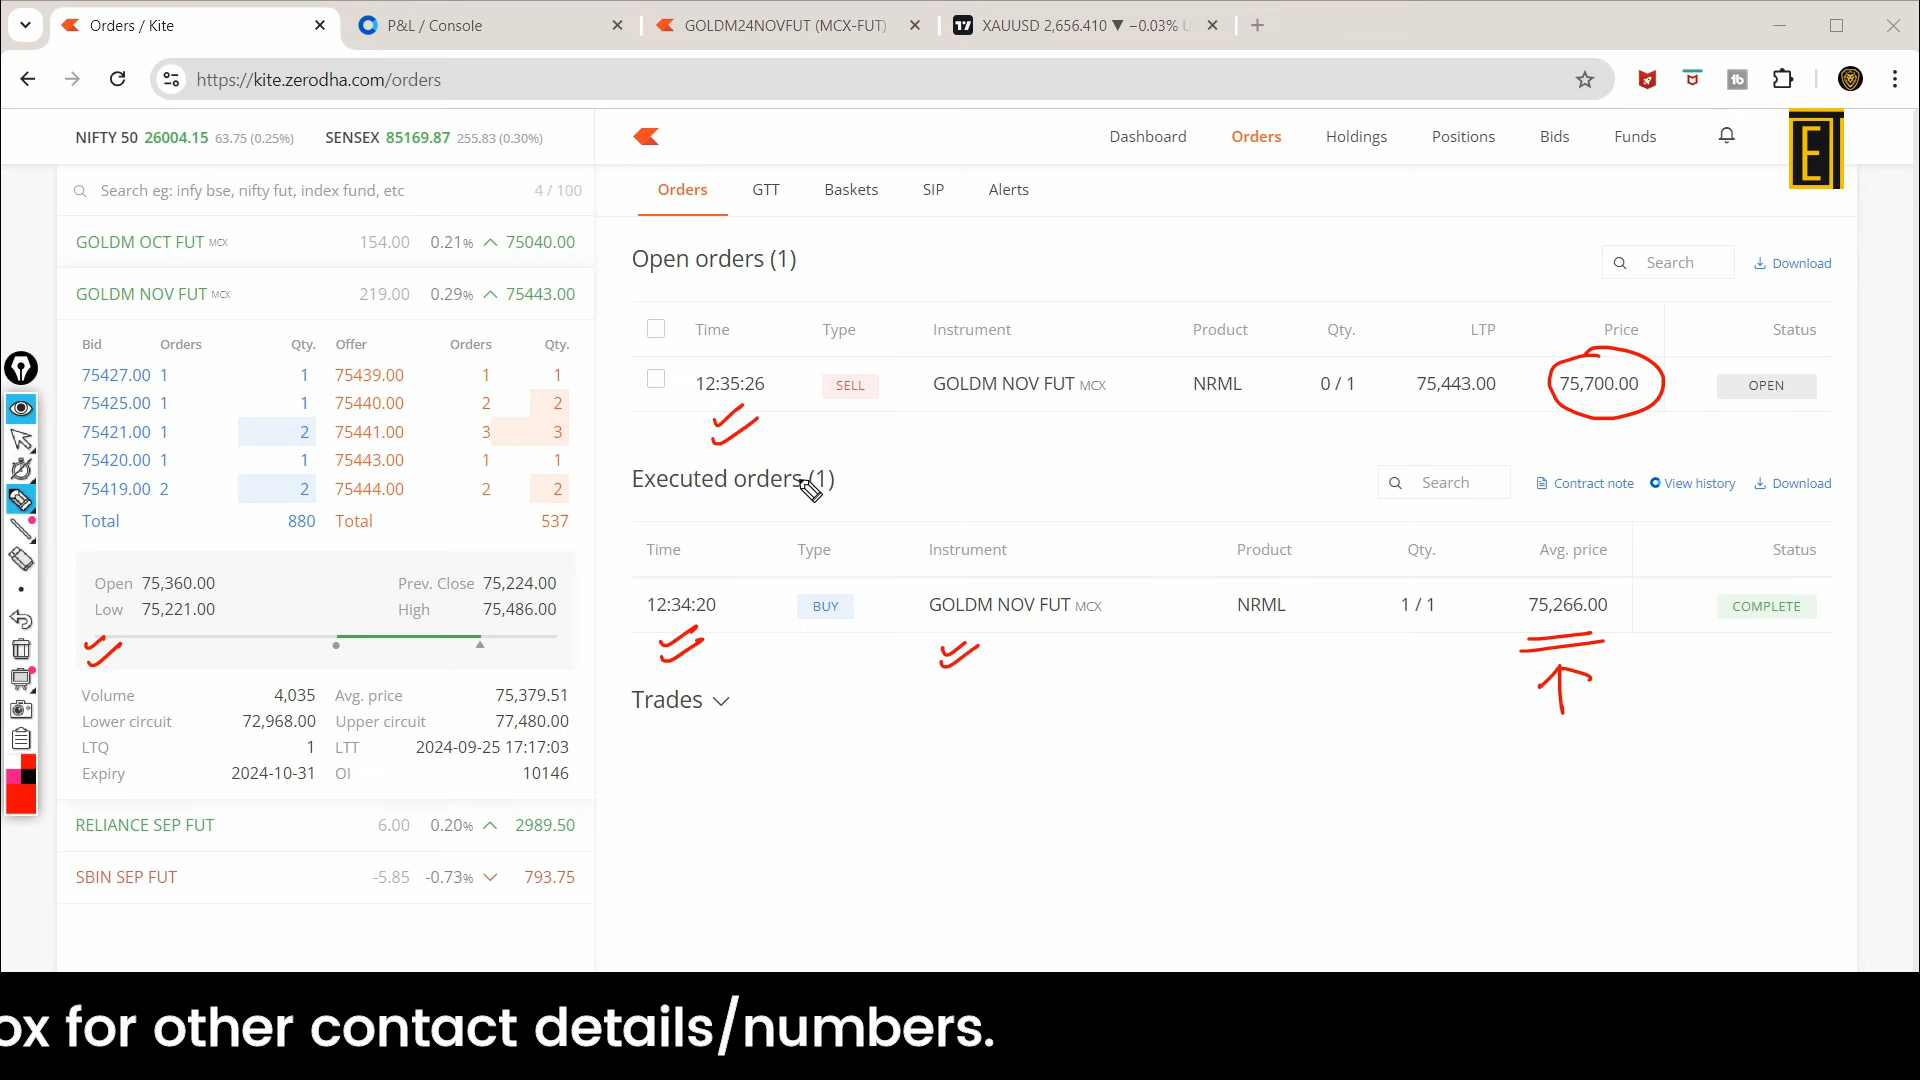 Orders / Kite
P&L / Console
GOLDM24NOVFUT (MCX-FUT)
XAUUSD 2,656.410 ▼ −0.03%
https://kite.zerodha.com/orders
NIFTY 50 26004.15 63.75 (0.25%) SENSEX 85169.87 255.83 (0.30%)
Dashboard Orders Holdings Positions Bids Funds
E
Search eg: infy bse, nifty fut, index fund, etc 4 / 100
Orders GTT Baskets SIP Alerts
GOLDM OCT FUT MCX 154.00 0.21% 75040.00
GOLDM NOV FUT MCX 219.00 0.29% 75443.00
Bid Orders Qty. Offer Orders Qty.
75427.00 1 1 75439.00 1 1
75425.00 1 1 75440.00 2 2
75421.00 1 2 75441.00 3 3
75420.00 1 1 75443.00 1 1
75419.00 2 2 75444.00 2 2
Total 880 Total 537
Open 75,360.00 Prev. Close 75,224.00
Low 75,221.00 High 75,486.00
Volume 4,035 Avg. price 75,379.51
Lower circuit 72,968.00 Upper circuit 77,480.00
LTQ 1 LTT 2024-09-25 17:17:03
Expiry 2024-10-31 OI 10146
RELIANCE SEP FUT 6.00 0.20% 2989.50
SBIN SEP FUT -5.85 -0.73% 793.75
Open orders (1)
Search Download
Time Type Instrument Product Qty. LTP Price Status
12:35:26 SELL GOLDM NOV FUT MCX NRML 0 / 1 75,443.00 75,700.00 OPEN
Executed orders (1)
Search Contract note View history Download
Time Type Instrument Product Qty. Avg. price Status
12:34:20 BUY GOLDM NOV FUT MCX NRML 1 / 1 75,266.00 COMPLETE
Trades
ox for other contact details/numbers.